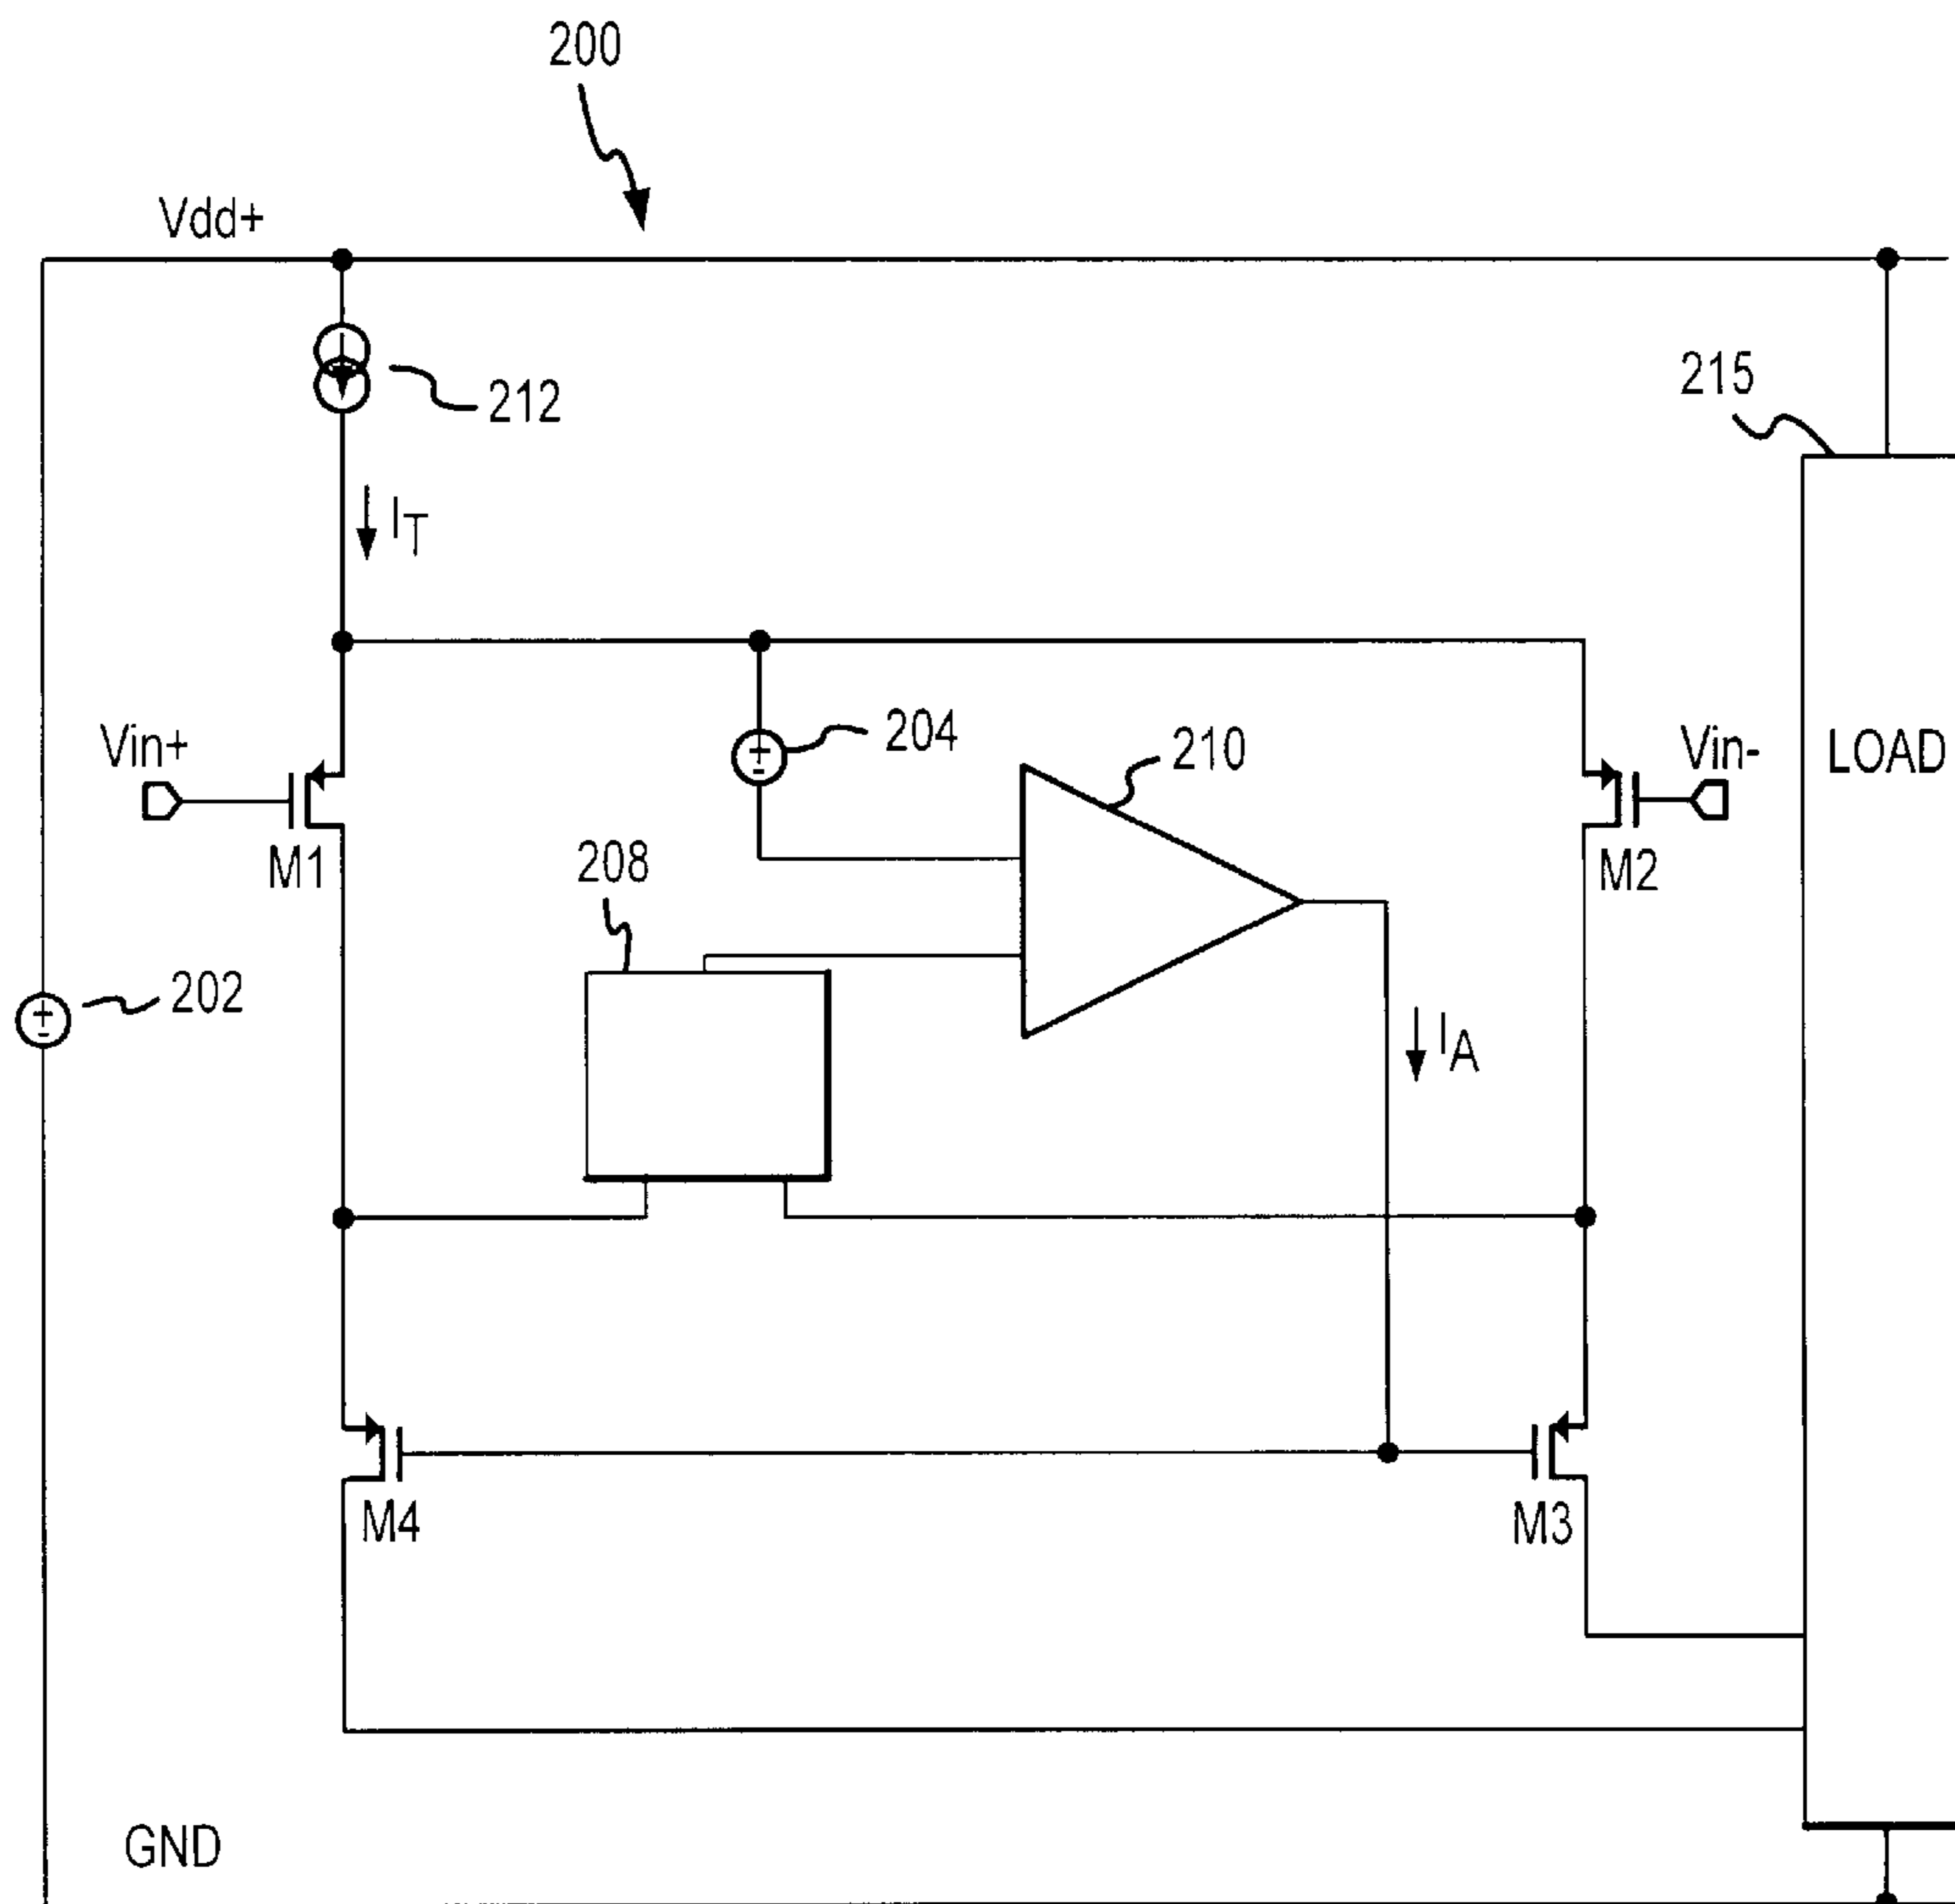 200
Vdd+
212
215
IT
Vin+
204
210
Vin-
LOAD
M1
208
M2
202
IA
M4
M3
GND